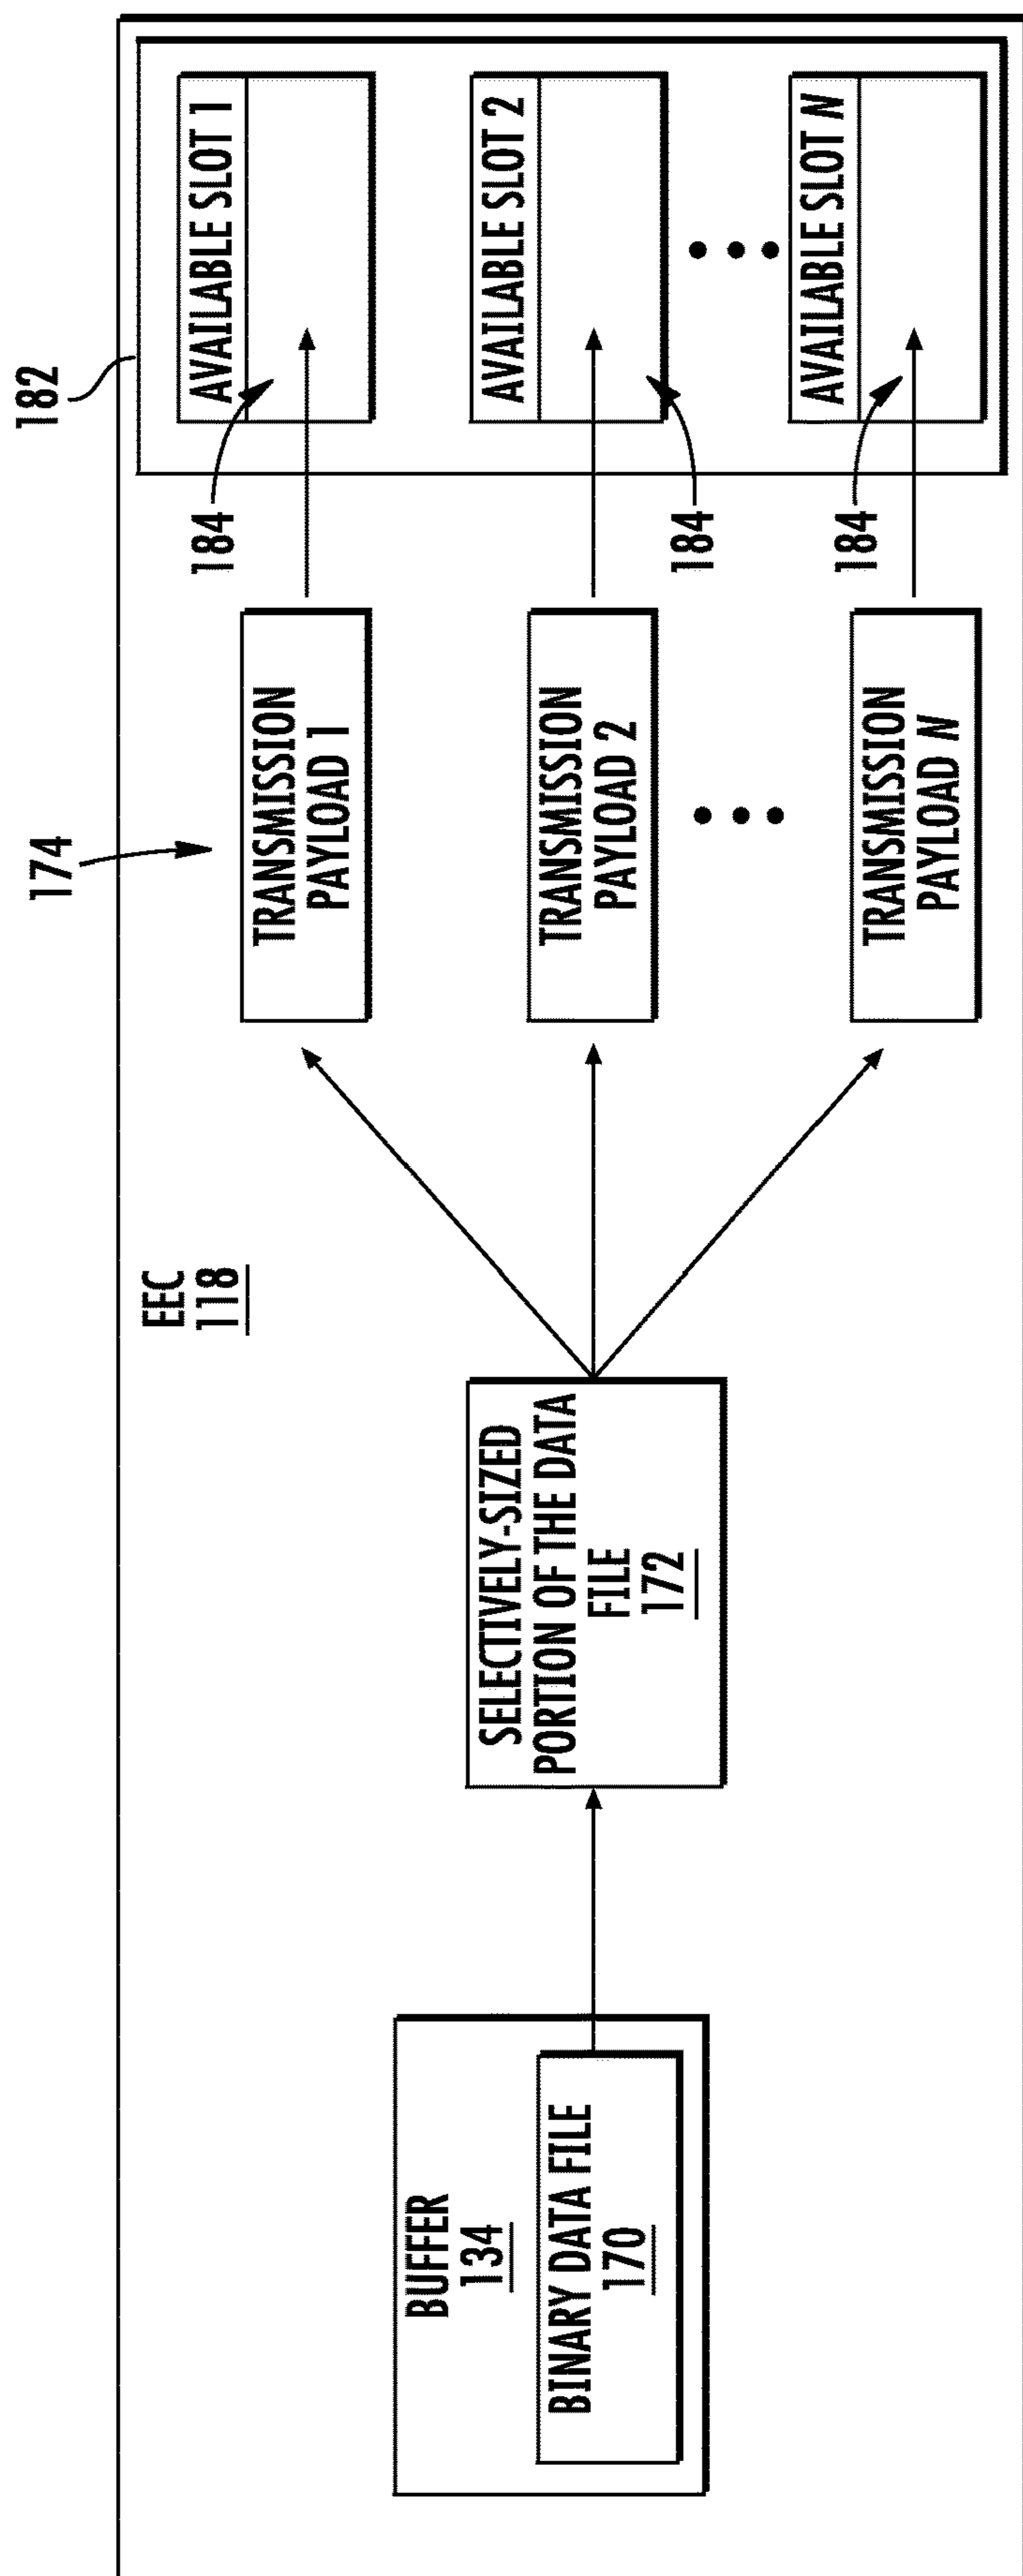 EEC
118
BUFFER
134
BINARY DATA FILE
170
SELECTIVELY-SIZED
PORTION OF THE DATA
FILE
172
174
TRANSMISSION
PAYLOAD 1
TRANSMISSION
PAYLOAD 2
TRANSMISSION
PAYLOAD N
182
184
AVAILABLE SLOT 1
184
AVAILABLE SLOT 2
184
AVAILABLE SLOT N